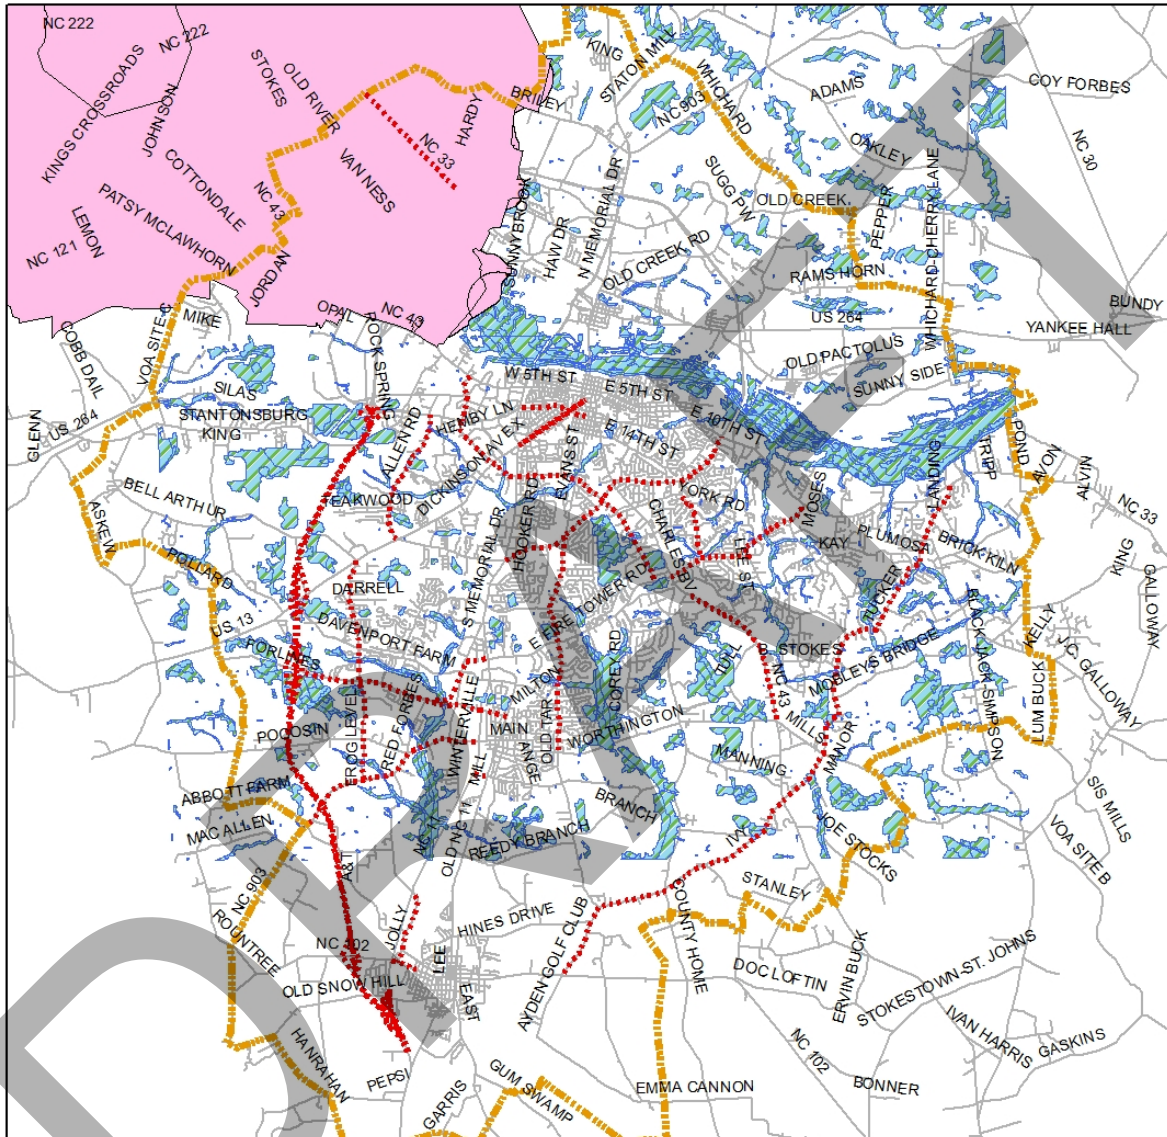 NC 222
NC 222
KINGS CROSSROADS
JOHNSON
STOKES
OLD RIVER
COTTONDALE
PATSY MCLAWHORN
LEMON
NC 121
NC 43
JORDAN
VAN NESS
NC 33
HARDY
BRILEY
KING
STATON MILL
WHICHARD
NC 903
ADAMS
COY FORBES
NC 30
OAKLEY
SUGG PW
OLD CREEK
PEPPER
WHICHARD-CHERRY LANE
SUNNYBROOK
HAW DR
N MEMORIAL DR
OLD CREEK RD
RAMS HORN
US 264
BUNDY
YANKEE HALL
OLD PACTOLUS
SUNNY SIDE
COBB DAIL
VOA SITE C
MIKE
OPAL
NC 43
ROCK SPRING
SILAS
STANTONSBURG
KING
GLENN
US 264
W 5TH ST
E 5TH ST
E 10TH ST
E 14TH ST
HEMBY LN
ALLEN RD
DICKINSON AV EX
EVANS ST
TEAKWOOD
BELL ARTHUR
ASKEW
POLLARD
HOOKER RD
S MEMORIAL DR
CHARLES BV
YORK RD
LEE ST
MOSES
KAY
PLUMOSA
BRICK KILN
LANDING
TRIPP
POND
AVON
ALVIN
NC 33
KING
GALLOWAY
US 13
DARRELL
DAVENPORT FARM
FORLINES
E FIRE TOWER RD
TUCKER
BLACK JACK-SIMPSON
KELLY
J.C. GALLOWAY
LUM BUCK
TULL
B. STOKES
MOBLEYS BRIDGE
NC 43
MILLS
COREY RD
MILTON
OLD TAR
WORTHINGTON
MANNING
MANOR
POCOSIN
FROG LEVEL
RED FORBES
WINTERVILLE
MAIN
ANGE
MILL
ABBOTT FARM
MAC ALLEN
NC 11
OLD NC 11
REEDY BRANCH
BRANCH
IVY
JOE STOCKS
SIS MILLS
VOA SITE B
NC 903
A&T
ROUNTREE
JOLLY
HINES DRIVE
STANLEY
COUNTY HOME
NC 102
LEE
OLD SNOW HILL
EAST
AYDEN GOLF CLUB
DOC LOFTIN
ERVIN BUCK
STOKESTOWN-ST. JOHNS
IVAN HARRIS
GASKINS
HANRAHAN
PEPSI
GARRIS
GUM SWAMP
EMMA CANNON
NC 102
BONNER
DRAFT